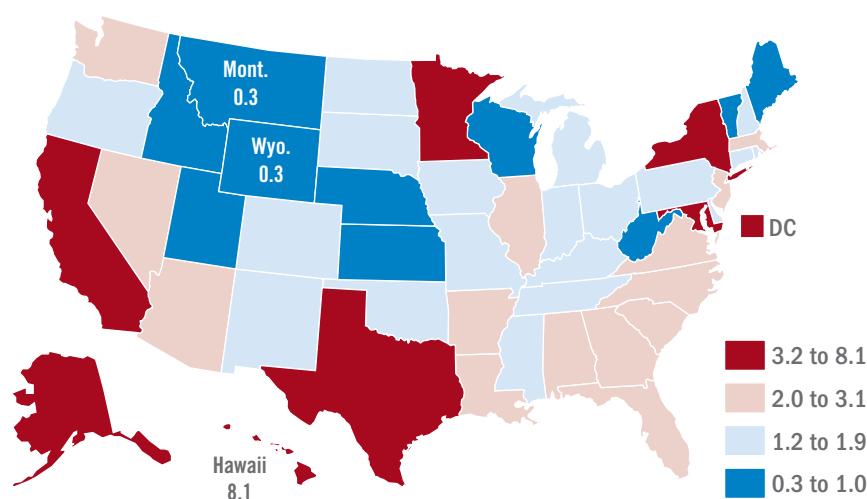 Mont.
0.3
Wyo.
0.3
DC
Hawaii
8.1
3.2 to 8.1
2.0 to 3.1
1.2 to 1.9
0.3 to 1.0